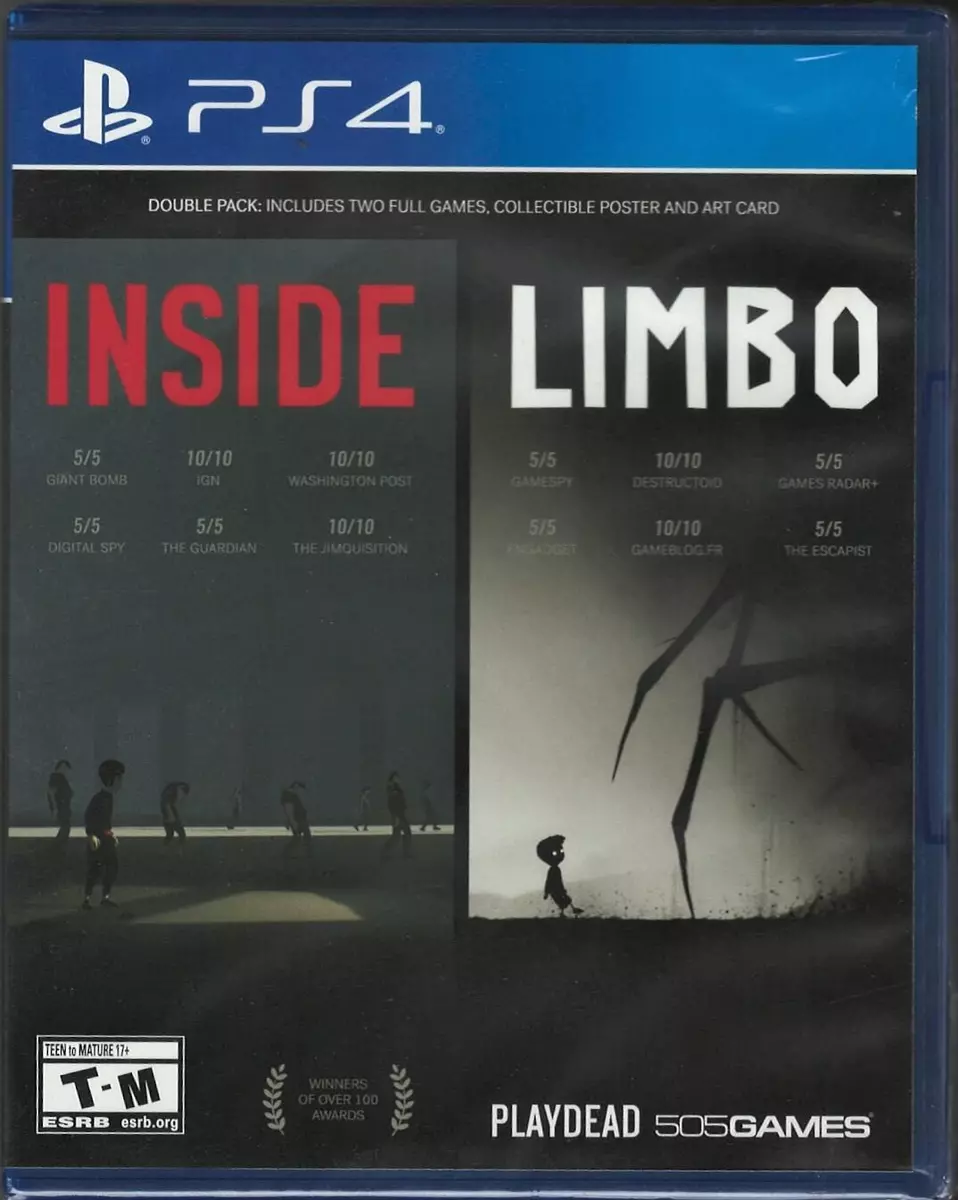 PS4
DOUBLE PACK: INCLUDES TWO FULL GAMES, COLLECTIBLE POSTER AND ART CARD
INSIDE
5/5 10/10 10/10
GIANT BOMB IGN WASHINGTON POST
5/5 5/5 10/10
DIGITAL SPY THE GUARDIAN THE JIMQUISITION
LIMBO
5/5 10/10 5/5
GAMESPY DESTRUCTOID GAMES RADAR+
5/5 10/10 5/5
ENGADGET GAMEBLOG.FR THE ESCAPIST
TEEN to MATURE 17+
T-M
ESRB esrb.org
WINNERS
OF OVER 100
AWARDS
PLAYDEAD 505GAMES®